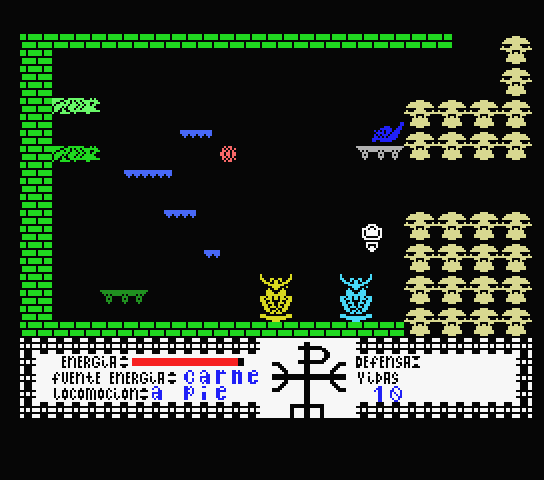 ENERGIA:
DEFENSA:
FUENTE ENERGIA: carne
VIDAS
LOCOMOCION: a pie
10